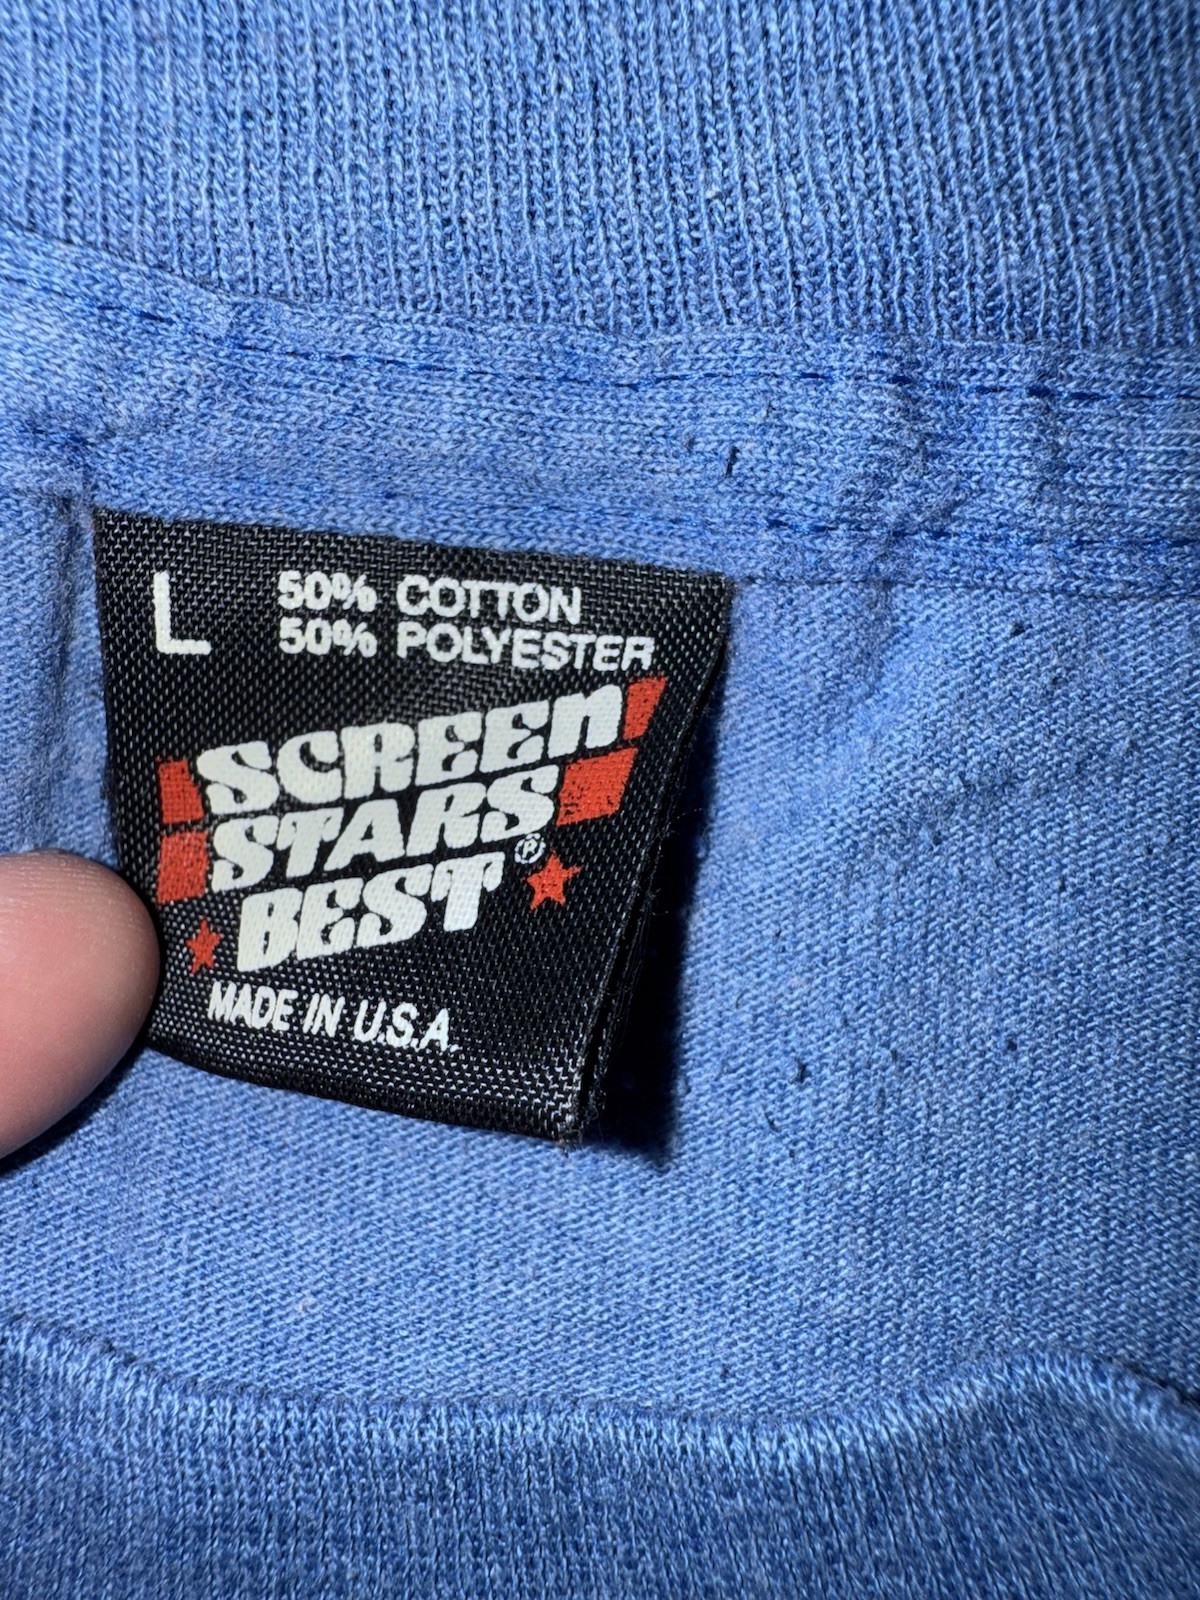 L 50% COTTON
50% POLYESTER
SCREEN
STARS
BEST®
MADE IN U.S.A.